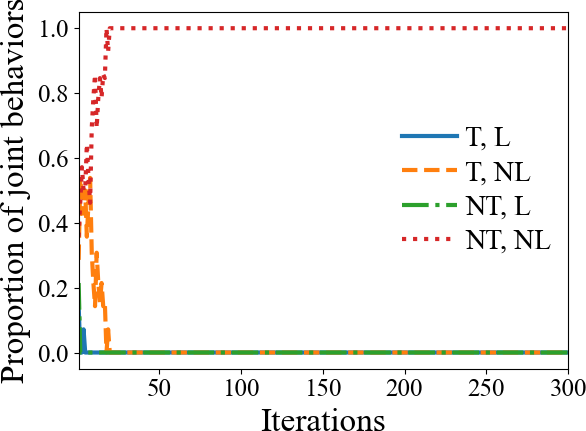 Proportion of joint behaviors
1.0
0.8
0.6
0.4
0.2
0.0
T, L
T, NL
NT, L
NT, NL
50 100 150 200 250 300
Iterations